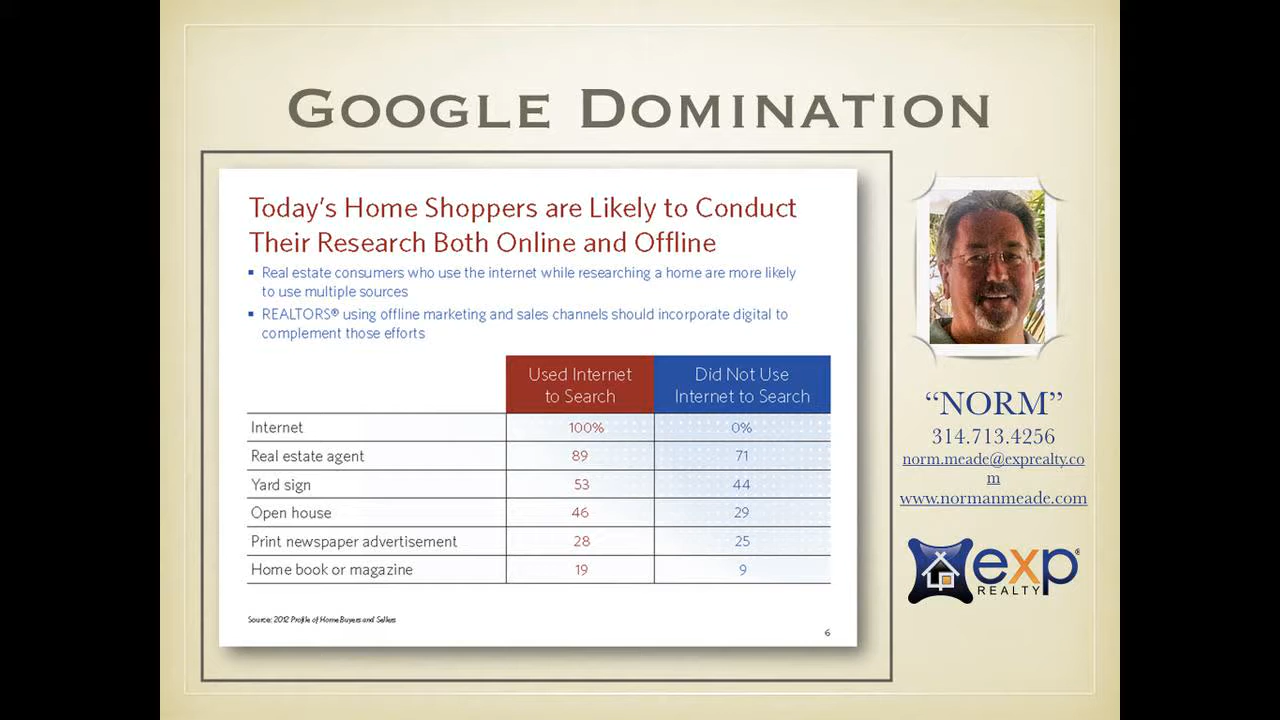 GOOGLE DOMINATION
Today's Home Shoppers are Likely to Conduct
Their Research Both Online and Offline
▪ Real estate consumers who use the internet while researching a home are more likely
to use multiple sources
▪ REALTORS® using offline marketing and sales channels should incorporate digital to
complement those efforts
Used Internet to Search Did Not Use Internet to Search
Internet 100% 0%
Real estate agent 89 71
Yard sign 53 44
Open house 46 29
Print newspaper advertisement 28 25
Home book or magazine 19 9
Source: 2012 Profile of Home Buyers and Sellers
6
“NORM”
314.713.4256
norm.meade@exprealty.co
m
www.normanmeade.com
exp®
REALTY